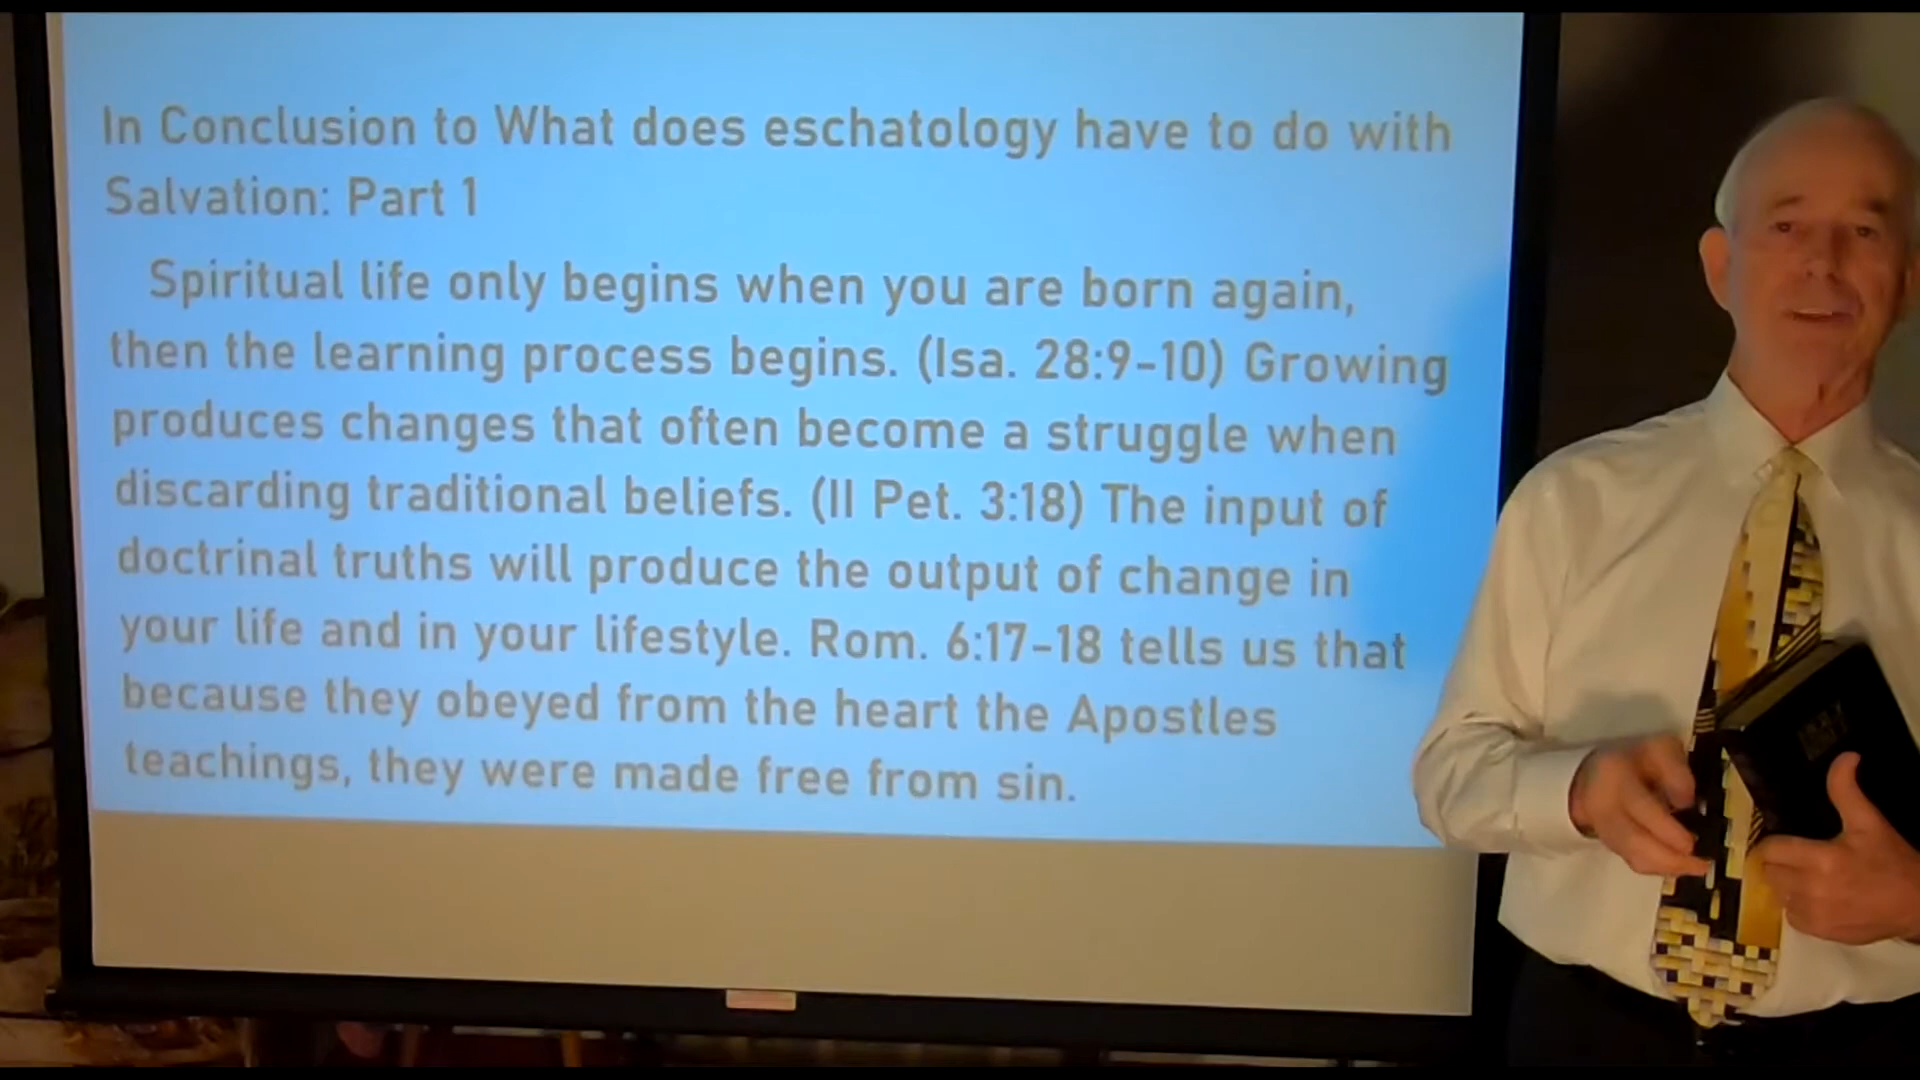 In Conclusion to What does eschatology have to do with
Salvation: Part 1
Spiritual life only begins when you are born again,
then the learning process begins. (Isa. 28:9-10) Growing
produces changes that often become a struggle when
discarding traditional beliefs. (II Pet. 3:18) The input of
doctrinal truths will produce the output of change in
your life and in your lifestyle. Rom. 6:17-18 tells us that
because they obeyed from the heart the Apostles
teachings, they were made free from sin.